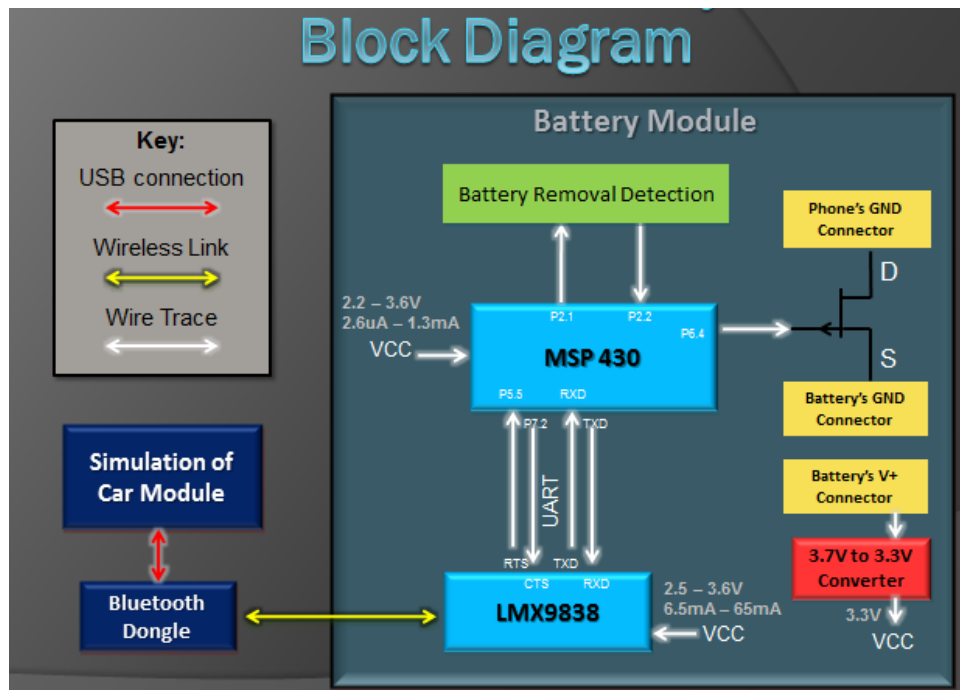 Block Diagram
Key:
USB connection
Wireless Link
Wire Trace
Battery Module
Battery Removal Detection
Phone's GND
Connector
D
2.2 – 3.6V
2.6uA – 1.3mA
VCC
P2.1
P2.2
P6.4
MSP 430
P5.5
RXD
P7.2
TXD
S
Battery's GND
Connector
Simulation of
Car Module
UART
Battery's V+
Connector
3.7V to 3.3V
Converter
3.3V
VCC
RTS
TXD
CTS
RXD
LMX9838
2.5 – 3.6V
6.5mA – 65mA
VCC
Bluetooth
Dongle